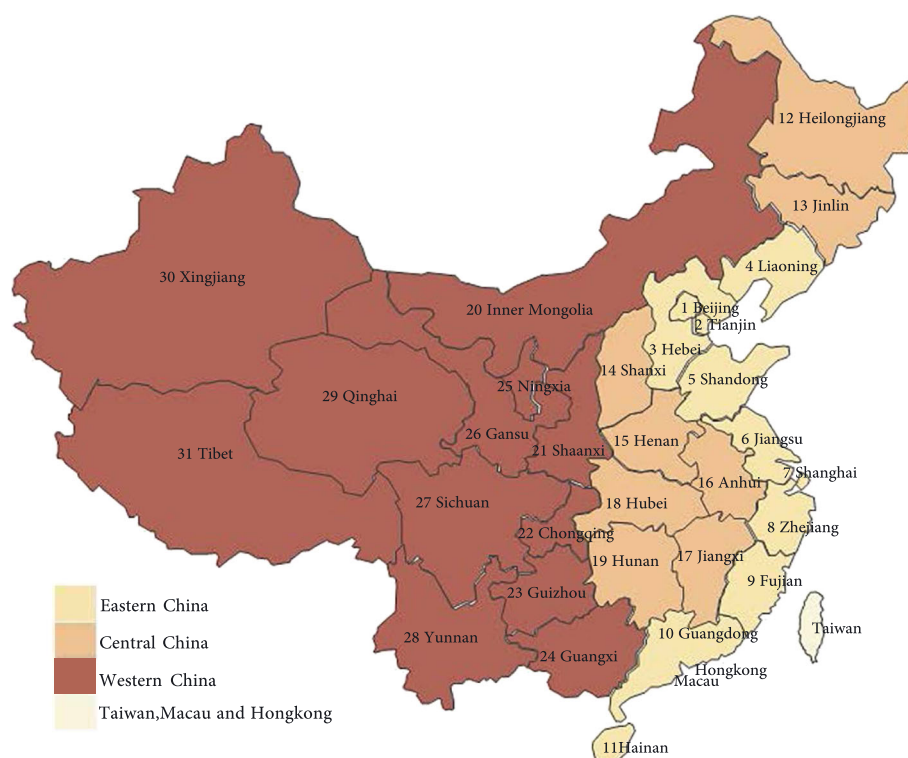 12 Heilongjiang
13 Jinlin
4 Liaoning
30 Xingjiang
20 Inner Mongolia
1 Beijing
2 Tianjin
3 Hebei
14 Shanxi
5 Shandong
25 Ningxia
29 Qinghai
26 Gansu
6 Jiangsu
15 Henan
21 Shaanxi
31 Tibet
7 Shanghai
16 Anhui
27 Sichuan
18 Hubei
8 Zhejiang
22 Chongqing
19 Hunan
17 Jiangxi
9 Fujian
23 Guizhou
Taiwan
10 Guangdong
28 Yunnan
24 Guangxi
Hongkong
Macau
11Hainan
Eastern China
Central China
Western China
Taiwan,Macau and Hongkong